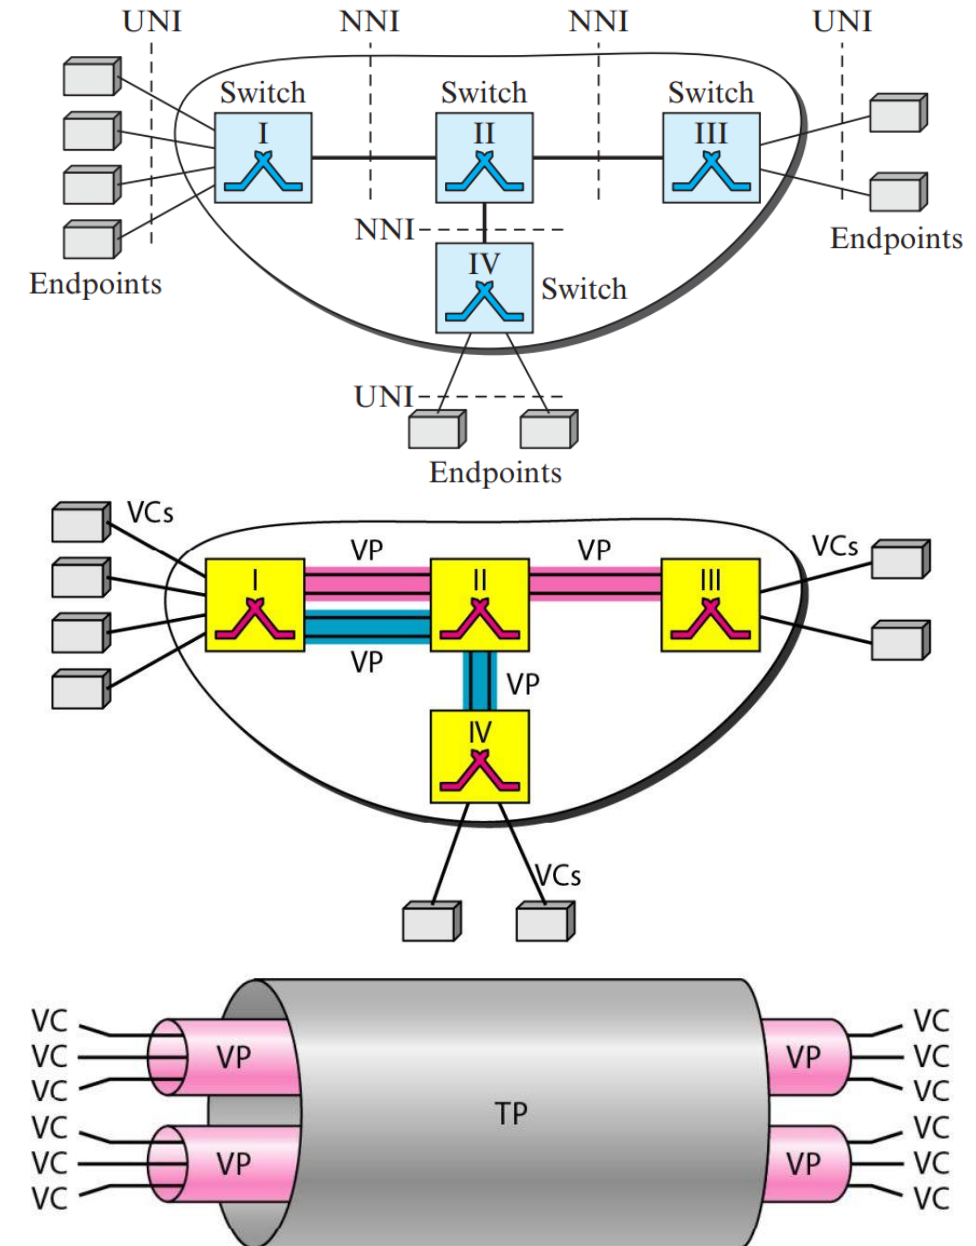 UNI NNI NNI UNI
Switch Switch Switch
I II III
NNI
Endpoints
IV
Endpoints
Switch
UNI
Endpoints
VCs
VP VP VCs
I II III
VP
VP
IV
VCs
VC VC
VP VP
VC VC
VC VC
TP
VC VC
VC VP VP VC
VC VC